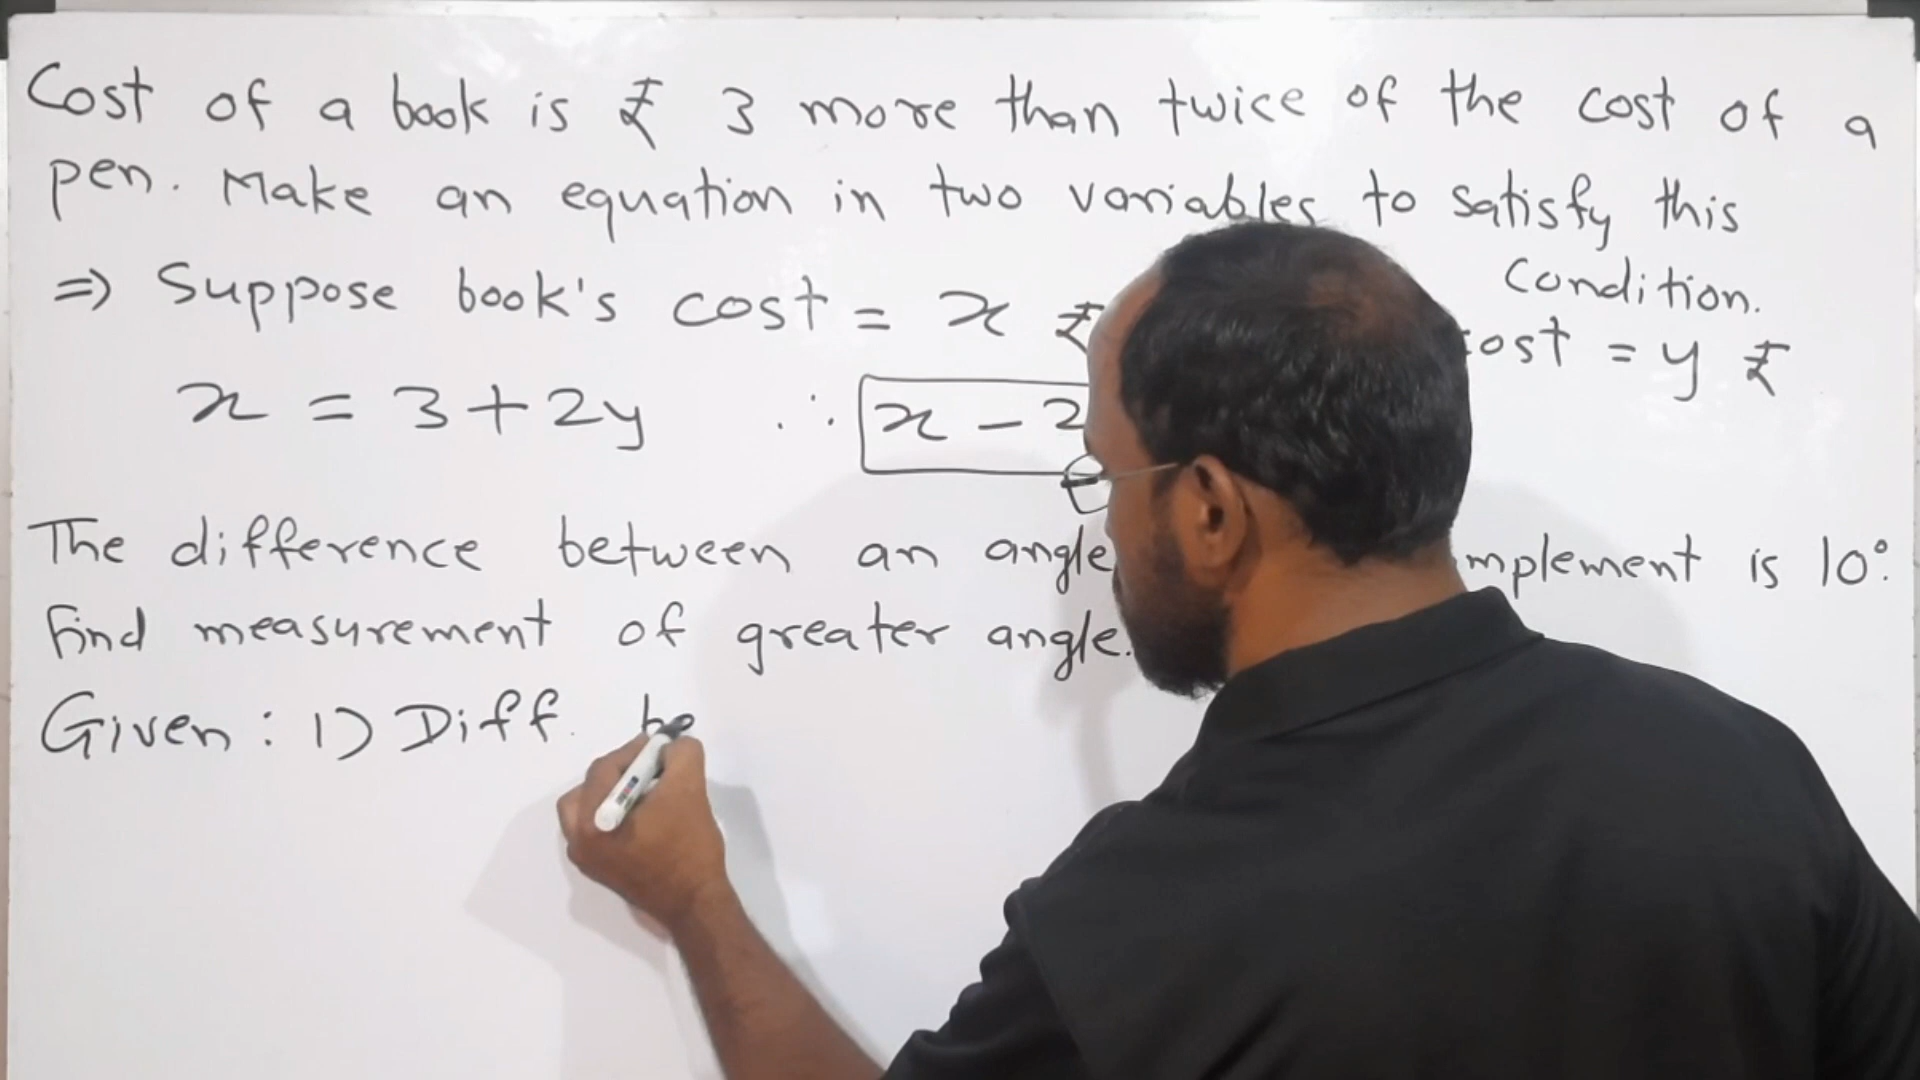 Cost of a book is ₹ 3 more than twice of the cost of a
pen. Make an equation in two variables to satisfy this
condition.
⇒ Suppose book's cost = x ₹ cost = y ₹
x = 3 + 2y ∴ x - 2
The difference between an angle is 10°.
Find measurement of greater angle.
Given : 1) Diff. be